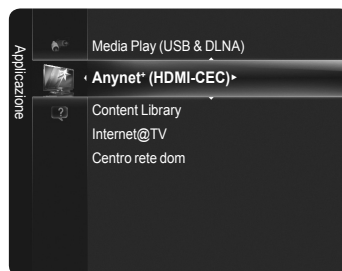 Applicazione
Media Play (USB & DLNA)
Anynet+ (HDMI-CEC)
Content Library
Internet@TV
Centro rete dom